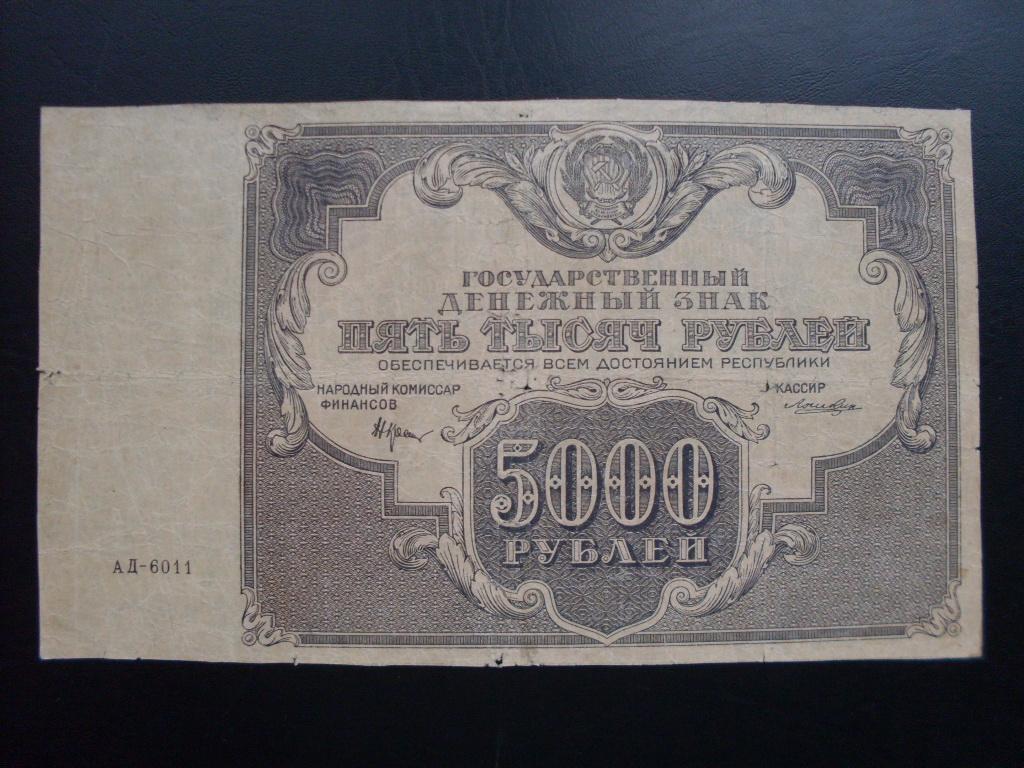 ГОСУДАРСТВЕННЫЙ
ДЕНЕЖНЫЙ ЗНАК
ПЯТЬ ТЫСЯЧ РУБЛЕЙ
ОБЕСПЕЧИВАЕТСЯ ВСЕМ ДОСТОЯНИЕМ РЕСПУБЛИКИ
НАРОДНЫЙ КОМИССАР
ФИНАНСОВ
КАССИР
5000
РУБЛЕЙ
АД-6011